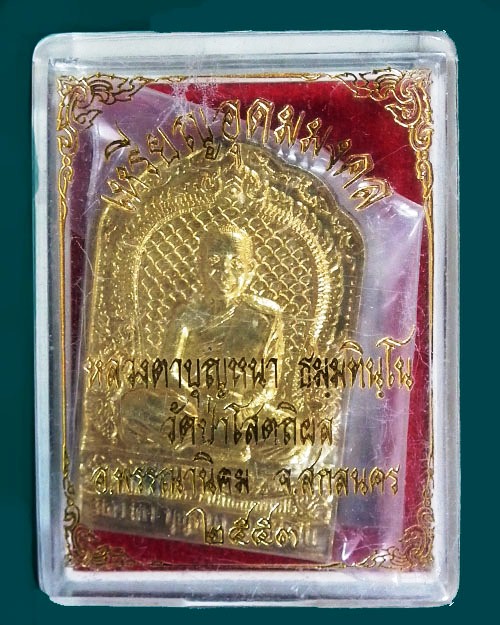 เหรียญอุดมมงคล
หลวงตาบุญหนา ธมฺมทินฺโน
วัดป่าโสตถิผล
อ.พรรณานิคม จ.สกลนคร
๒๕๕๓